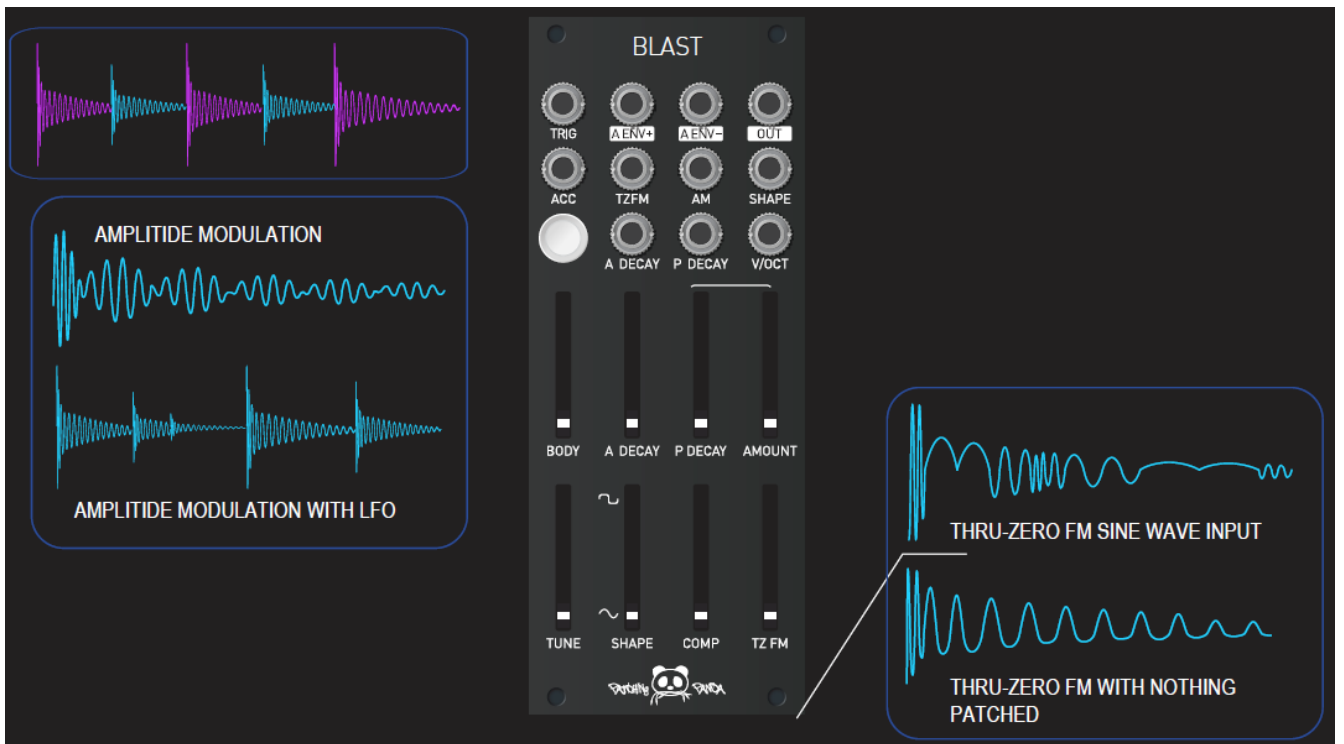 BLAST
TRIG A ENV+ A ENV− OUT
ACC TZFM AM SHAPE
A DECAY P DECAY V/OCT
BODY A DECAY P DECAY AMOUNT
TUNE SHAPE COMP TZ FM
PATCHING PANDA
AMPLITIDE MODULATION
AMPLITIDE MODULATION WITH LFO
THRU-ZERO FM SINE WAVE INPUT
THRU-ZERO FM WITH NOTHING
PATCHED